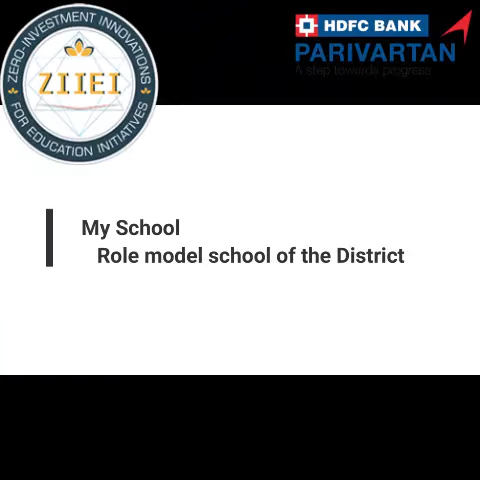 ZERO-INVESTMENT INNOVATIONS
ZIIEI
FOR EDUCATION INITIATIVES
HDFC BANK
PARIVARTAN
A step towards progress
My School
Role model school of the District